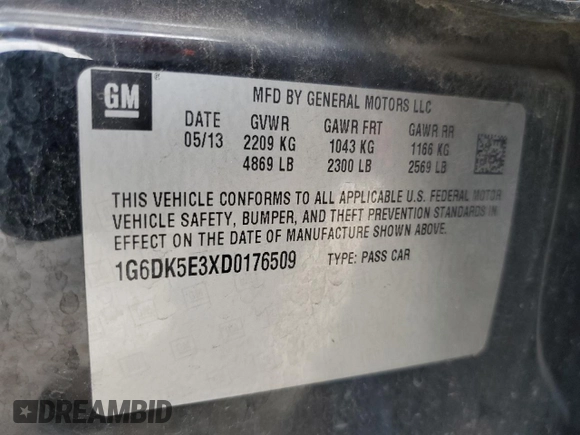 GM
MFD BY GENERAL MOTORS LLC
DATE GVWR GAWR FRT GAWR RR
05/13 2209 KG 1043 KG 1166 KG
4869 LB 2300 LB 2569 LB
THIS VEHICLE CONFORMS TO ALL APPLICABLE U.S. FEDERAL MOTOR
VEHICLE SAFETY, BUMPER, AND THEFT PREVENTION STANDARDS IN
EFFECT ON THE DATE OF MANUFACTURE SHOWN ABOVE.
1G6DK5E3XD0176509 TYPE: PASS CAR
DREAMBID